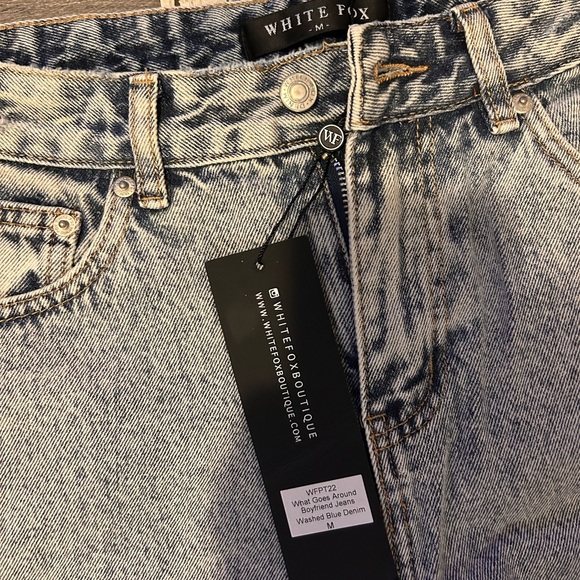 WHITE FOX
-M-
WF
WHITEFOXBOUTIQUE
WWW.WHITEFOXBOUTIQUE.COM
WFPT22
What Goes Around
Boyfriend Jeans
Washed Blue Denim
M